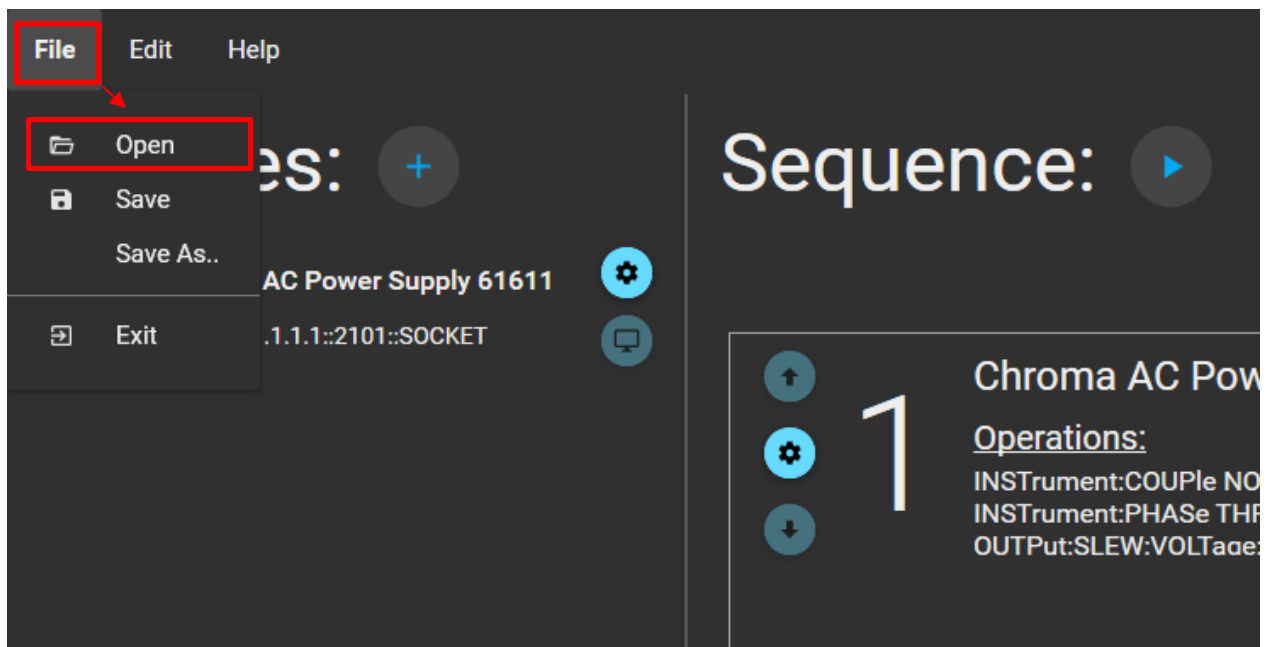 File Edit Help
Open
Save
Save As..
Exit
es: +
AC Power Supply 61611
.1.1.1::2101::SOCKET
Sequence:
1
Chroma AC Pow
Operations:
INSTrument:COUPle NO
INSTrument:PHASe THR
OUTPut:SLEW:VOLTage: